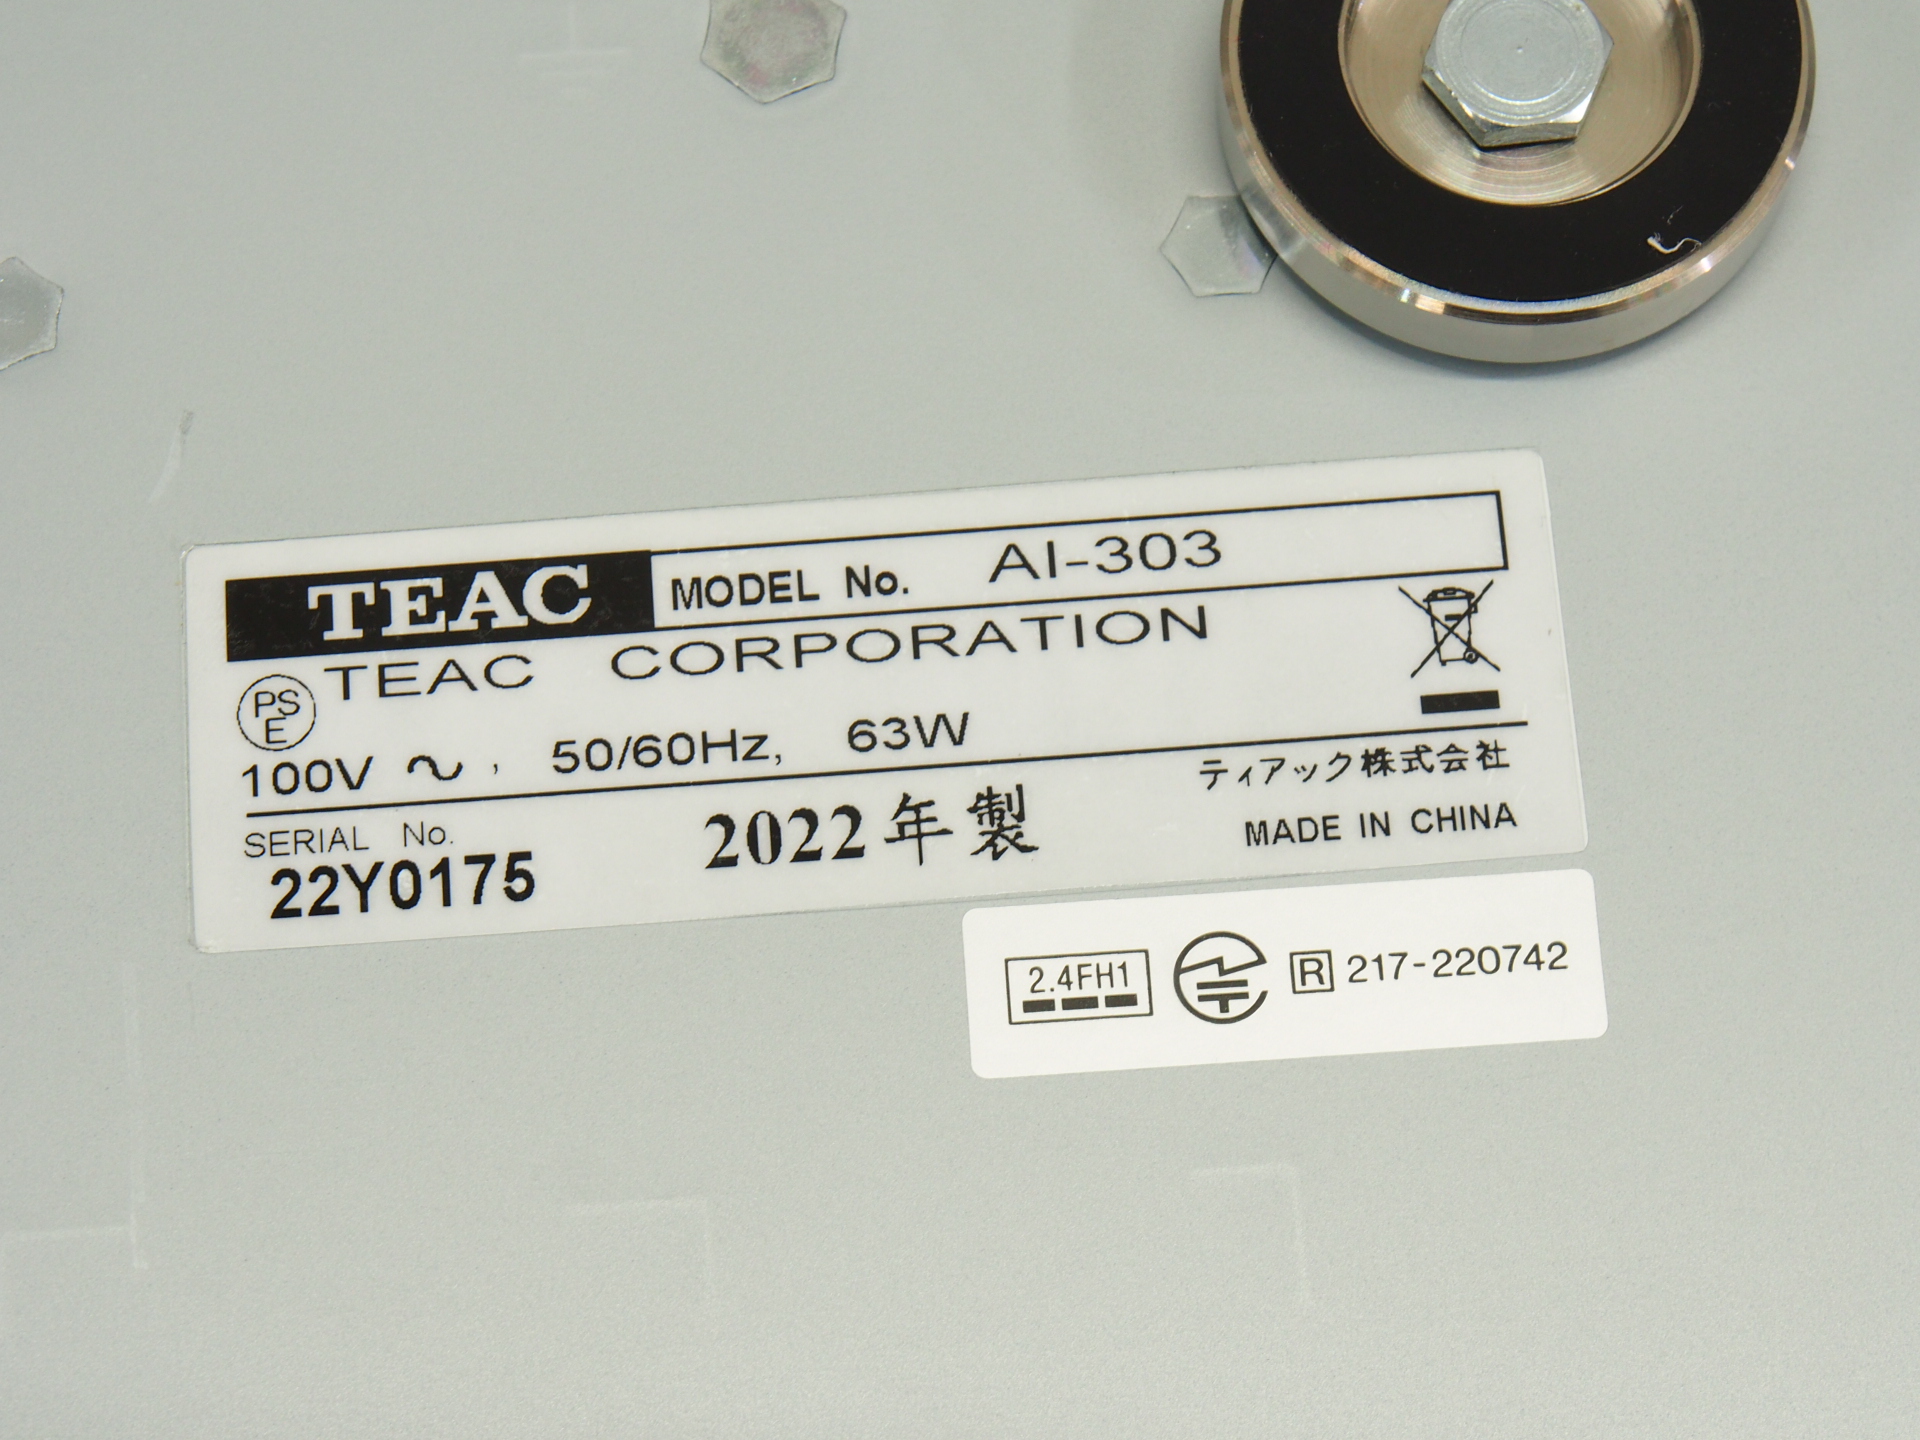 TEAC MODEL No. AI-303
TEAC CORPORATION
PS
E
100V ∿, 50/60Hz, 63W
ティアック株式会社
SERIAL No.
22Y0175
2022年製
MADE IN CHINA
2.4FH1
R 217-220742